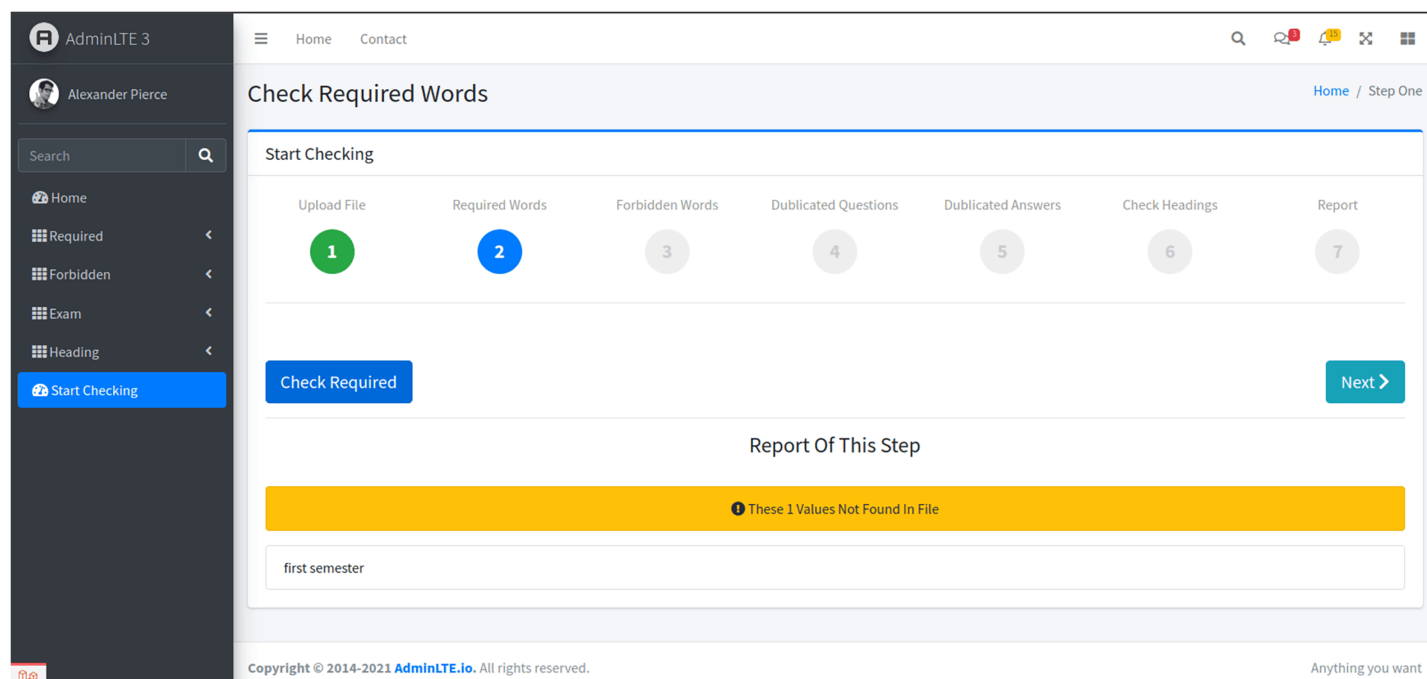 AdminLTE 3
Home Contact
3
15
Alexander Pierce
Search
Home
Required
Forbidden
Exam
Heading
Start Checking
Check Required Words
Home / Step One
Start Checking
Upload File Required Words Forbidden Words Dublicated Questions Dublicated Answers Check Headings Report
1 2 3 4 5 6 7
Check Required Next
Report Of This Step
These 1 Values Not Found In File
first semester
Copyright © 2014-2021 AdminLTE.io. All rights reserved.
Anything you want